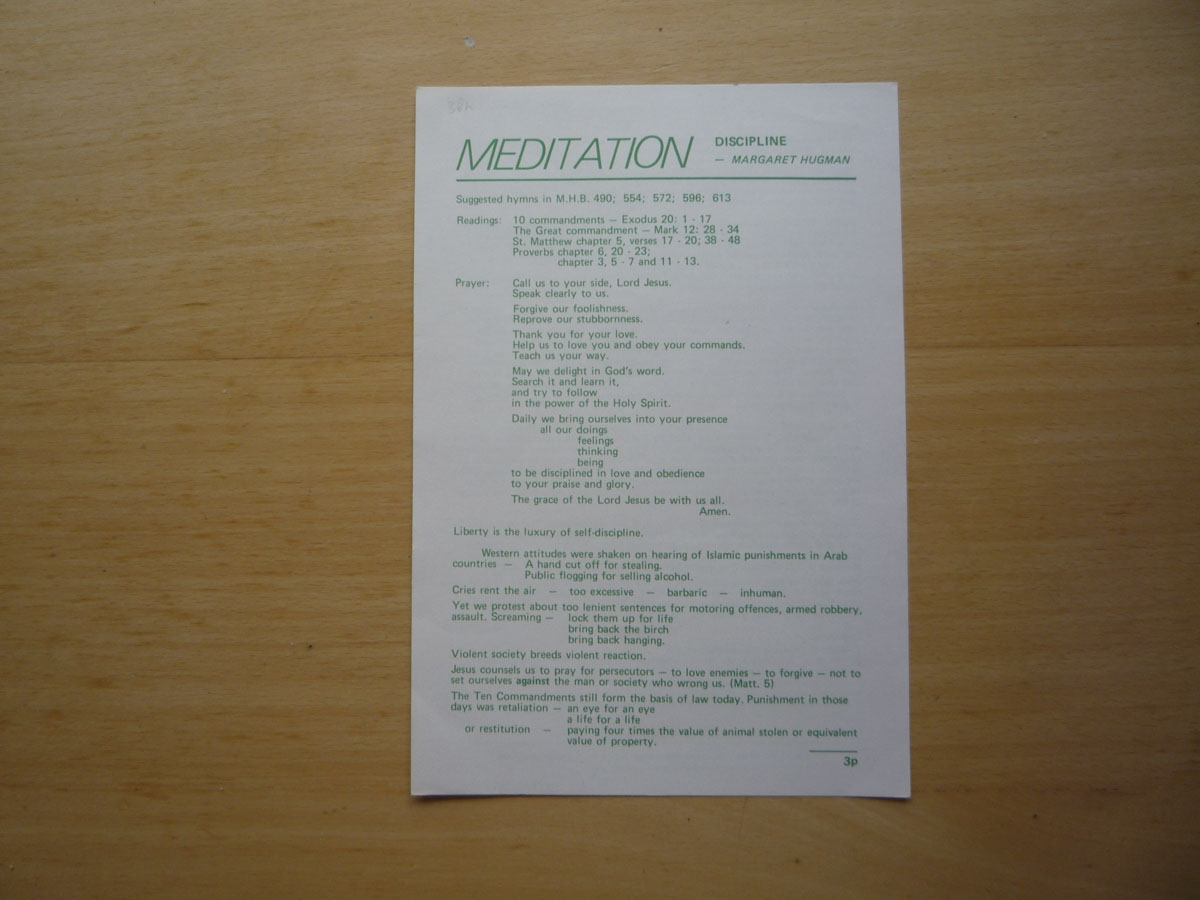 MEDITATION
DISCIPLINE
— MARGARET HUGMAN
Suggested hymns in M.H.B. 490; 554; 572; 596; 613
Readings: 10 commandments — Exodus 20: 1 - 17
The Great commandment — Mark 12: 28 - 34
St. Matthew chapter 5, verses 17 - 20; 38 - 48
Proverbs chapter 6, 20 - 23;
chapter 3, 5 - 7 and 11 - 13.
Prayer: Call us to your side, Lord Jesus.
Speak clearly to us.
Forgive our foolishness.
Reprove our stubbornness.
Thank you for your love.
Help us to love you and obey your commands.
Teach us your way.
May we delight in God's word.
Search it and learn it,
and try to follow
in the power of the Holy Spirit.
Daily we bring ourselves into your presence
all our doings
feelings
thinking
being
to be disciplined in love and obedience
to your praise and glory.
The grace of the Lord Jesus be with us all.
Amen.
Liberty is the luxury of self-discipline.
Western attitudes were shaken on hearing of Islamic punishments in Arab
countries — A hand cut off for stealing.
Public flogging for selling alcohol.
Cries rent the air — too excessive — barbaric — inhuman.
Yet we protest about too lenient sentences for motoring offences, armed robbery,
assault. Screaming — lock them up for life
bring back the birch
bring back hanging.
Violent society breeds violent reaction.
Jesus counsels us to pray for persecutors — to love enemies — to forgive — not to
set ourselves against the man or society who wrong us. (Matt. 5)
The Ten Commandments still form the basis of law today. Punishment in those
days was retaliation — an eye for an eye
a life for a life
or restitution — paying four times the value of animal stolen or equivalent
value of property.
3p